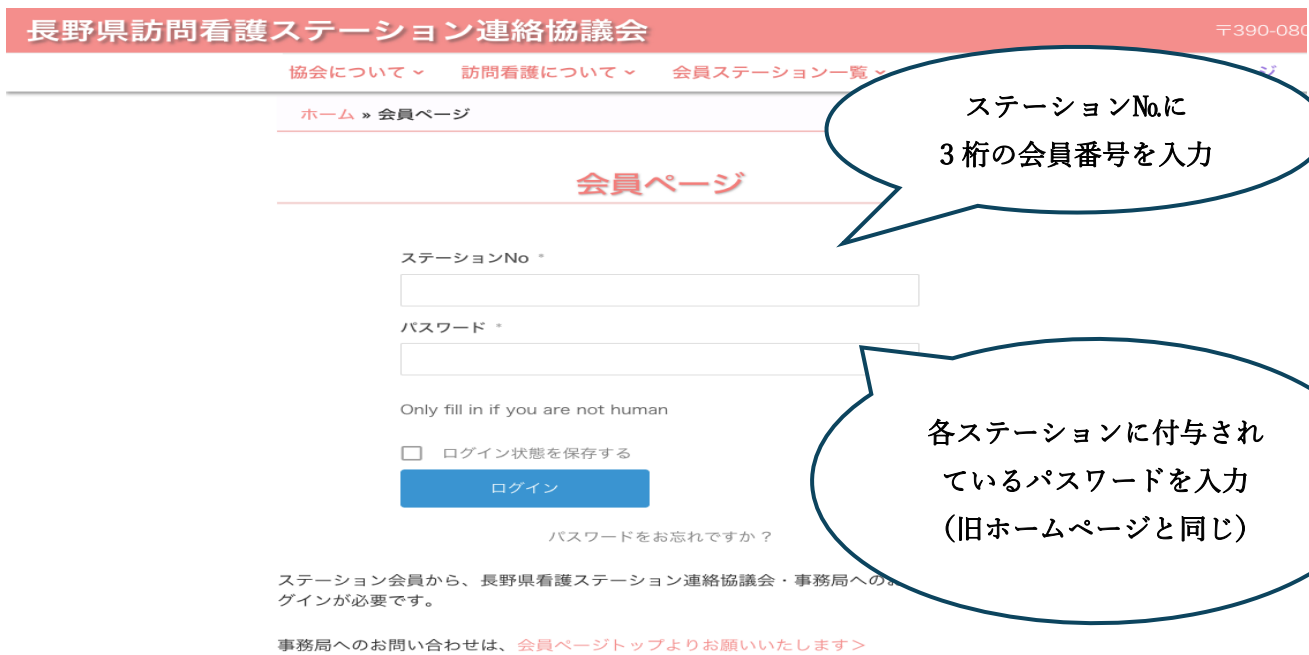 長野県訪問看護ステーション連絡協議会
〒390-080
協会について
訪問看護について
会員ステーション一覧
ジ
ホーム » 会員ページ
会員ページ
ステーション№に
3桁の会員番号を入力
ステーションNo *
パスワード *
Only fill in if you are not human
ログイン状態を保存する
ログイン
パスワードをお忘れですか ?
各ステーションに付与され
ているパスワードを入力
(旧ホームページと同じ)
ステーション会員から、長野県看護ステーション連絡協議会・事務局への
グインが必要です。
事務局へのお問い合わせは、会員ページトップよりお願いいたします>